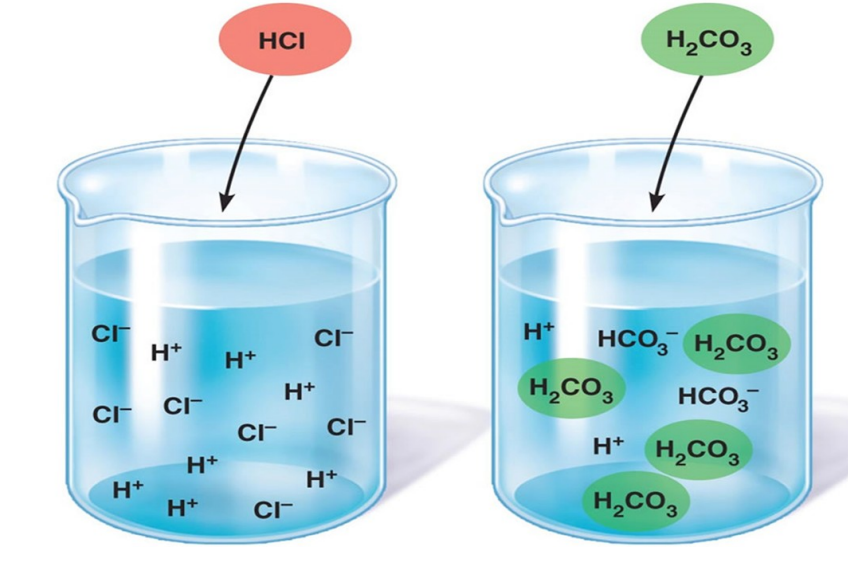 HCl
H₂CO₃
Cl⁻
H⁺
H⁺
Cl⁻
H⁺
Cl⁻
Cl⁻
Cl⁻
Cl⁻
H⁺
H⁺
H⁺
H⁺
Cl⁻
H⁺
HCO₃⁻
H₂CO₃
H₂CO₃
HCO₃⁻
H⁺
H₂CO₃
H₂CO₃